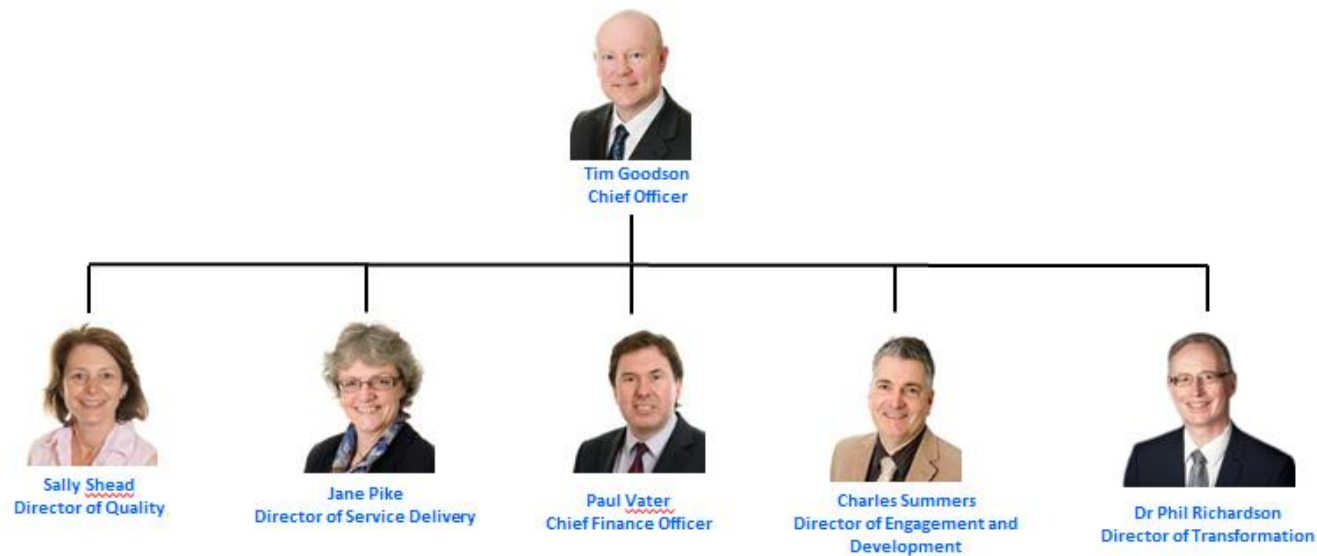 Tim Goodson
Chief Officer
Sally Shead
Director of Quality
Jane Pike
Director of Service Delivery
Paul Vater
Chief Finance Officer
Charles Summers
Director of Engagement and
Development
Dr Phil Richardson
Director of Transformation